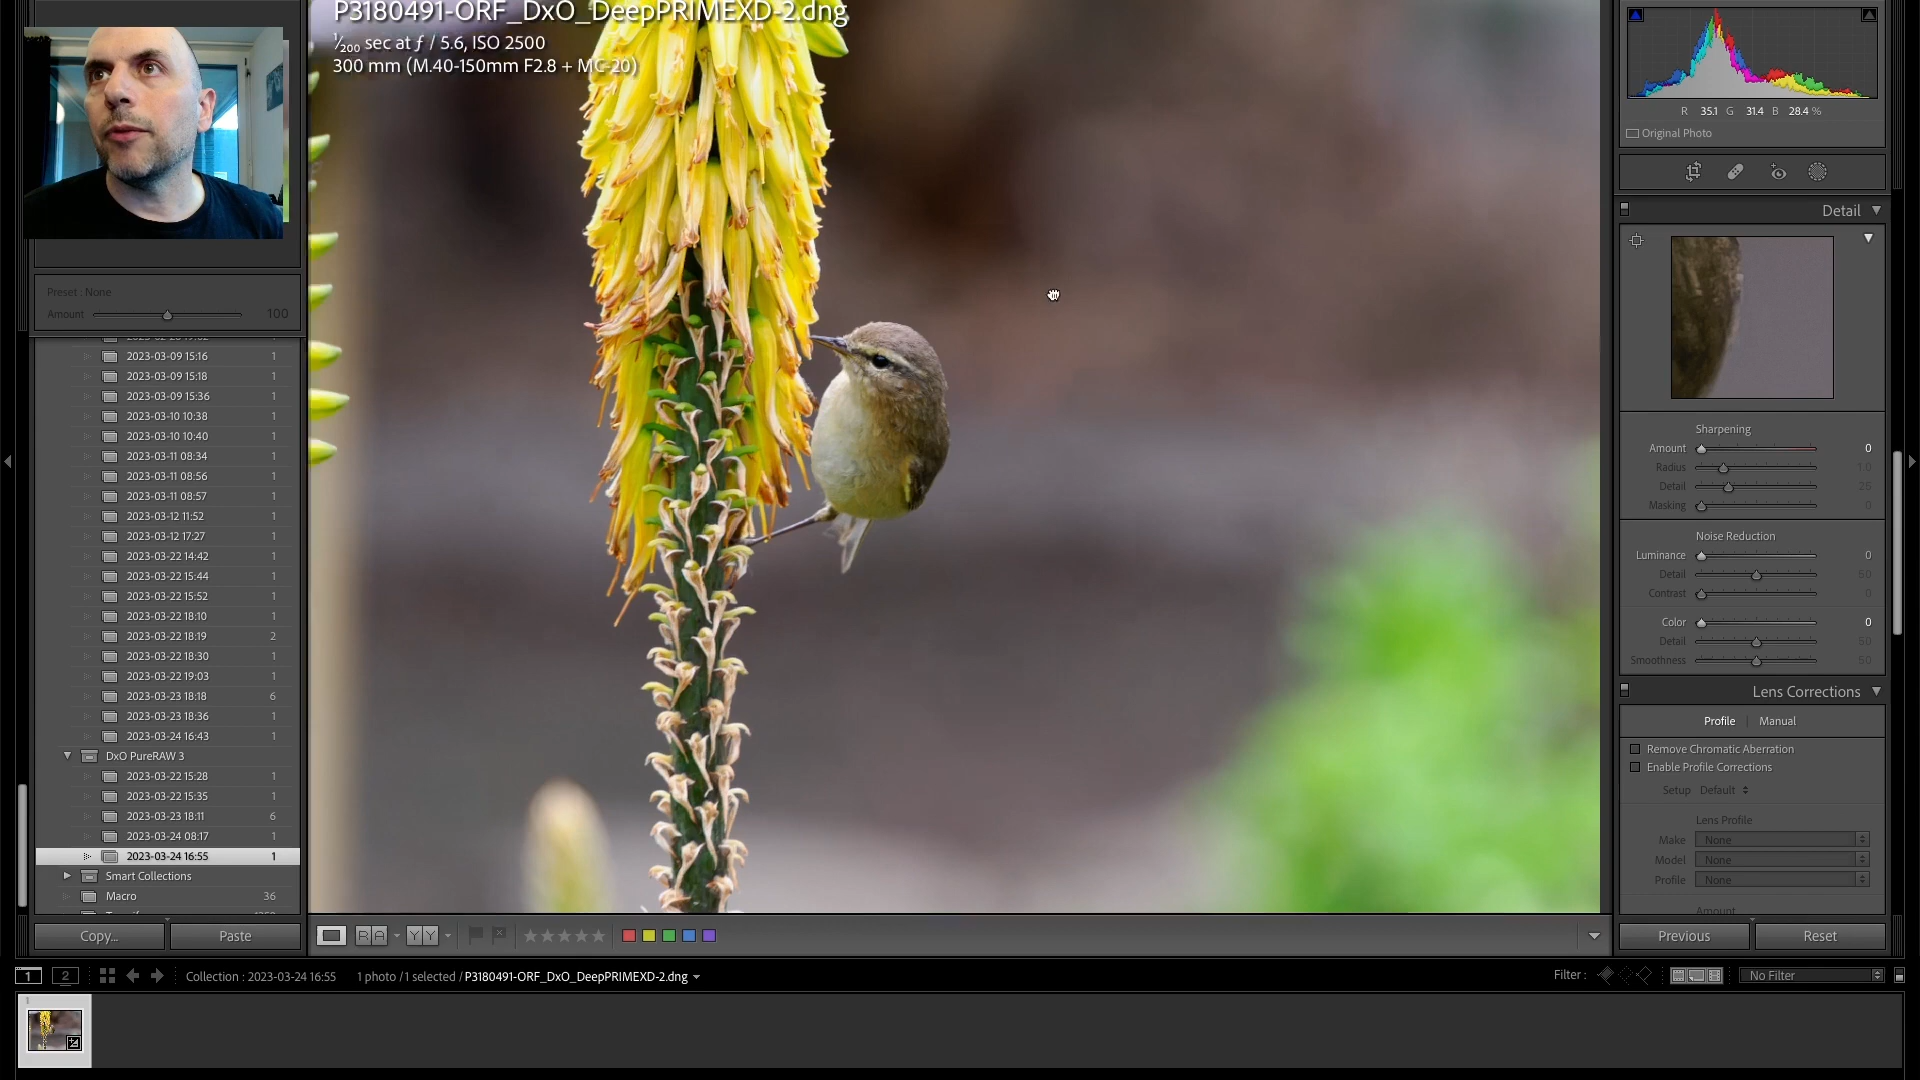 P3180491-ORF_DxO_DeepPRIMEXD-2.dng
1/200 sec at ƒ / 5.6, ISO 2500
300 mm (M.40-150mm F2.8 + MC-20)
R 35.1 G 31.4 B 28.4 %
Original Photo
Detail
Preset : None
Amount 100
2023-03-09 15:16 1
2023-03-09 15:18 1
2023-03-09 15:36 1
2023-03-10 10:38 1
2023-03-10 10:40 1
2023-03-11 08:34 1
2023-03-11 08:56 1
2023-03-11 08:57 1
2023-03-12 11:52 1
2023-03-12 17:27 1
2023-03-22 14:42 1
2023-03-22 15:44 1
2023-03-22 15:52 1
2023-03-22 18:10 1
2023-03-22 18:19 2
2023-03-22 18:30 1
2023-03-22 19:03 1
2023-03-23 18:18 6
2023-03-23 18:36 1
2023-03-24 16:43 1
DxO PureRAW 3
2023-03-22 15:28 1
2023-03-22 15:35 1
2023-03-23 18:11 6
2023-03-24 08:17 1
2023-03-24 16:55 1
Smart Collections
Macro 36
Copy... Paste
Sharpening
Amount 0
Radius 1.0
Detail 25
Masking 0
Noise Reduction
Luminance 0
Detail 50
Contrast 0
Color 0
Detail 50
Smoothness 50
Lens Corrections
Profile Manual
Remove Chromatic Aberration
Enable Profile Corrections
Setup Default
Lens Profile
Make None
Model None
Profile None
Amount
Previous Reset
R A Y Y
1 2 Collection : 2023-03-24 16:55 1 photo / 1 selected / P3180491-ORF_DxO_DeepPRIMEXD-2.dng
Filter : No Filter
1